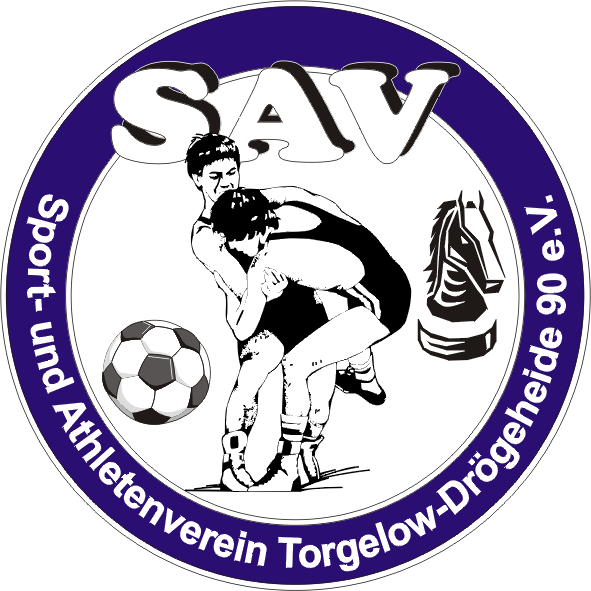 SAV
Sport- und Athletenverein Torgelow-Drögeheide 90 e.V.